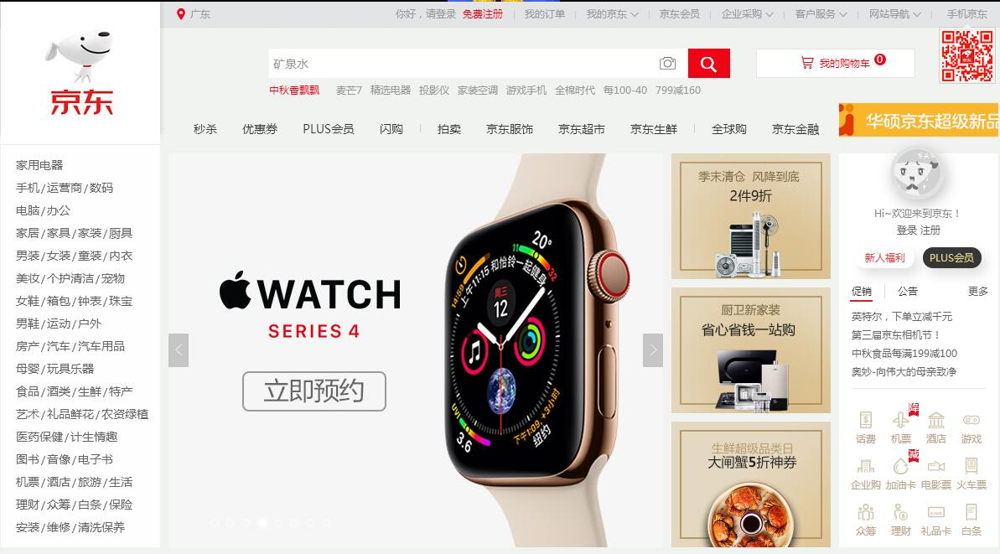 广东
你好，请登录 免费注册 我的订单 我的京东 京东会员 企业采购 客户服务 网站导航 手机京东
京东
矿泉水
我的购物车 0
中秋香飘飘 麦芒7 精选电器 投影仪 家装空调 游戏手机 全棉时代 每100-40 799减160
秒杀 优惠券 PLUS会员 闪购 拍卖 京东服饰 京东超市 京东生鲜 全球购 京东金融
华硕京东超级新品
家用电器
手机/运营商/数码
电脑/办公
家居/家具/家装/厨具
男装/女装/童装/内衣
美妆/个护清洁/宠物
女鞋/箱包/钟表/珠宝
男鞋/运动/户外
房产/汽车/汽车用品
母婴/玩具乐器
食品/酒类/生鲜/特产
艺术/礼品鲜花/农资绿植
医药保健/计生情趣
图书/音像/电子书
机票/酒店/旅游/生活
理财/众筹/白条/保险
安装/维修/清洗保养
WATCH
SERIES 4
立即预约
20°
11 32
上午11:15 和怡铃一起健身
周三
12
UVI
3.6
下午1:09, +3小时
纽约
季末清仓 风降到底
2件9折
厨卫新家装
省心省钱一站购
生鲜超级品类日
大闸蟹5折神券
Hi~欢迎来到京东！
登录 注册
新人福利 PLUS会员
促销 公告 更多
英特尔，下单立减千元
第三届京东相机节！
中秋食品每满199减100
奥妙-向伟大的母亲致净
降
话费 机票 酒店 游戏
减
企业购 加油卡 电影票 火车票
众筹 理财 礼品卡 白条